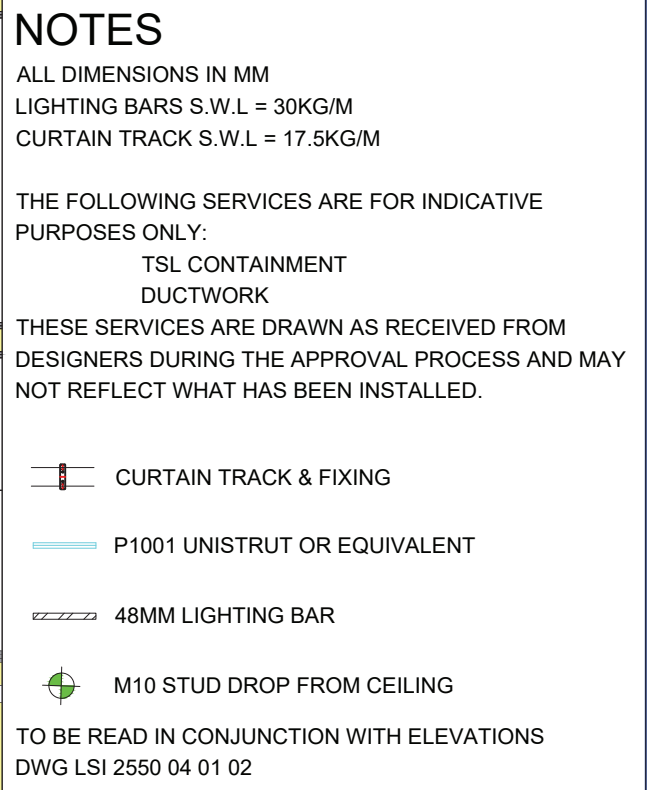 NOTES
ALL DIMENSIONS IN MM
LIGHTING BARS S.W.L = 30KG/M
CURTAIN TRACK S.W.L = 17.5KG/M
THE FOLLOWING SERVICES ARE FOR INDICATIVE
PURPOSES ONLY:
TSL CONTAINMENT
DUCTWORK
THESE SERVICES ARE DRAWN AS RECEIVED FROM
DESIGNERS DURING THE APPROVAL PROCESS AND MAY
NOT REFLECT WHAT HAS BEEN INSTALLED.
CURTAIN TRACK & FIXING
P1001 UNISTRUT OR EQUIVALENT
48MM LIGHTING BAR
M10 STUD DROP FROM CEILING
TO BE READ IN CONJUNCTION WITH ELEVATIONS
DWG LSI 2550 04 01 02